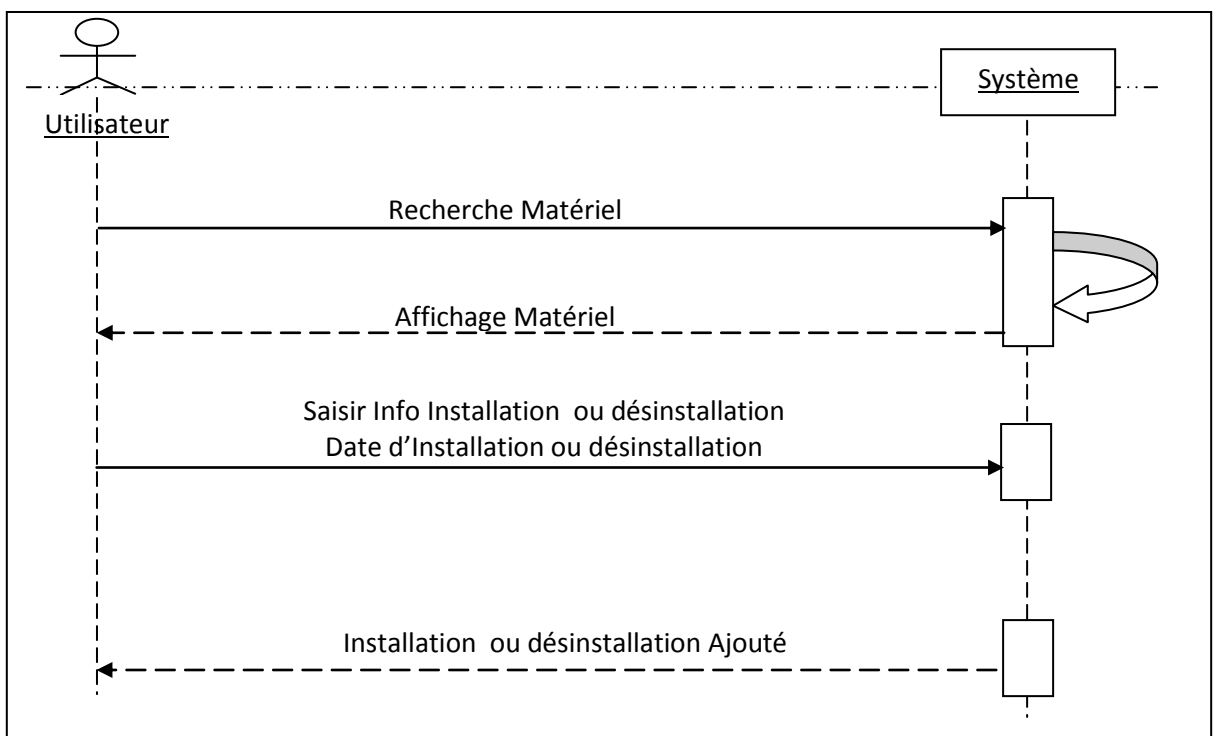 Système
Utilisateur
Recherche Matériel
Affichage Matériel
Saisir Info Installation  ou désinstallation
Date d’Installation ou désinstallation
Installation  ou désinstallation Ajouté